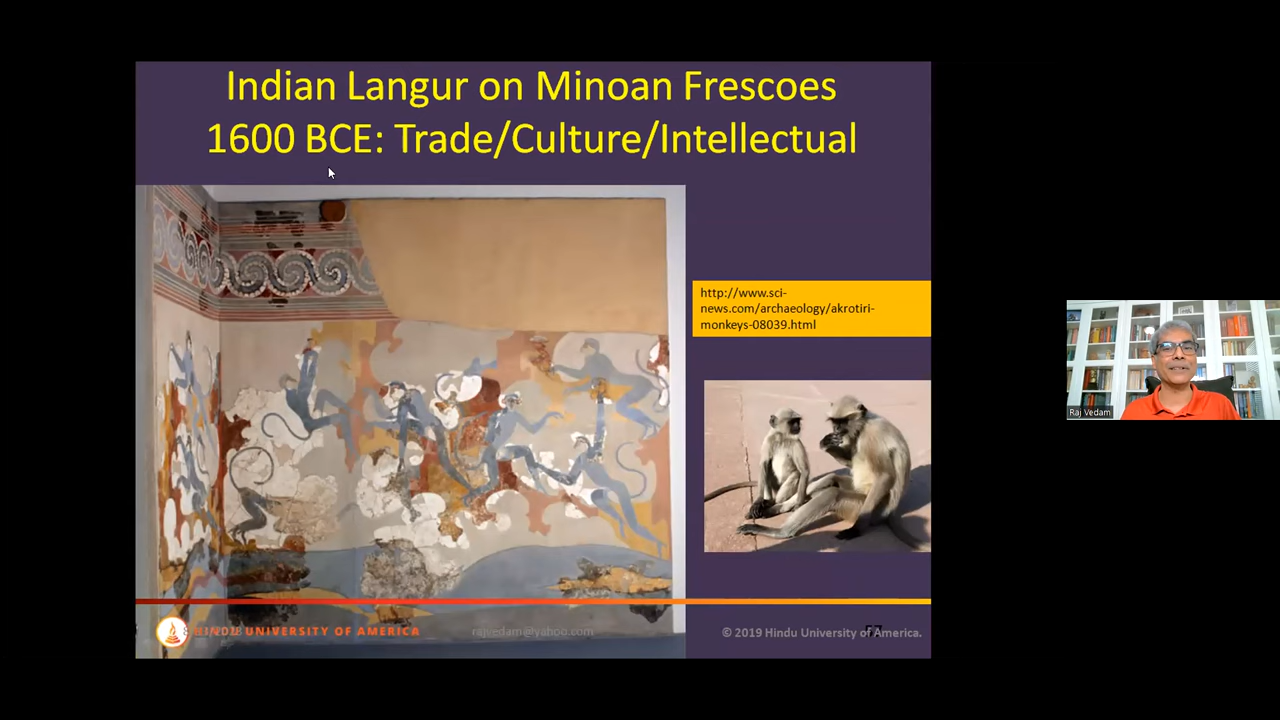 Indian Langur on Minoan Frescoes
1600 BCE: Trade/Culture/Intellectual
http://www.sci-
news.com/archaeology/akrotiri-
monkeys-08039.html
Raj Vedam
HINDU UNIVERSITY OF AMERICA
rajvedam@yahoo.com
© 2019 Hindu University of America.